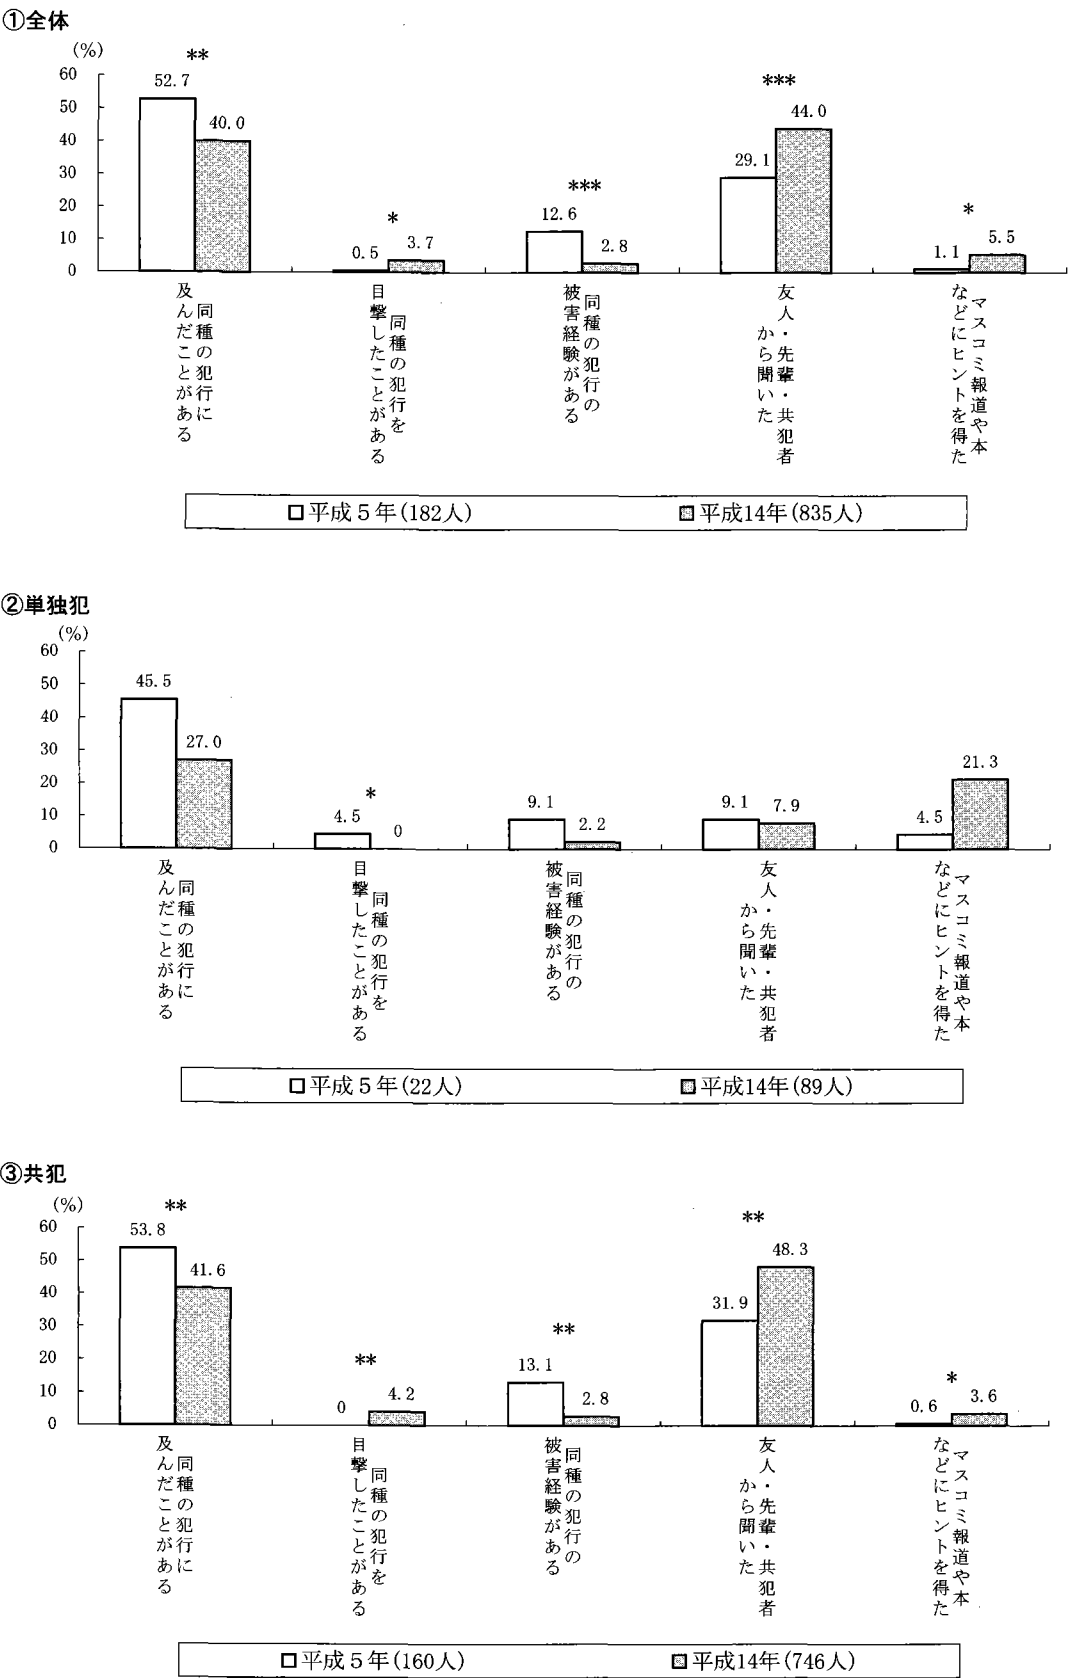 ①全体
(%)
60
50
40
30
20
10
0
**
52.7
40.0
*
0.5
3.7
***
12.6
2.8
***
29.1
44.0
*
1.1
5.5
同種の犯行に
及んだことがある
同種の犯行を
目撃したことがある
同種の犯行の
被害経験がある
友人・先輩・共犯者
から聞いた
マスコミ報道や本
などにヒントを得た
平成5年(182人)
平成14年(835人)
②単独犯
(%)
60
50
40
30
20
10
0
45.5
27.0
*
4.5
0
9.1
2.2
9.1
7.9
4.5
21.3
同種の犯行に
及んだことがある
同種の犯行を
目撃したことがある
同種の犯行の
被害経験がある
友人・先輩・共犯者
から聞いた
マスコミ報道や本
などにヒントを得た
平成5年(22人)
平成14年(89人)
③共犯
(%)
60
50
40
30
20
10
0
**
53.8
41.6
**
0
4.2
**
13.1
2.8
**
31.9
48.3
*
0.6
3.6
同種の犯行に
及んだことがある
同種の犯行を
目撃したことがある
同種の犯行の
被害経験がある
友人・先輩・共犯者
から聞いた
マスコミ報道や本
などにヒントを得た
平成5年(160人)
平成14年(746人)